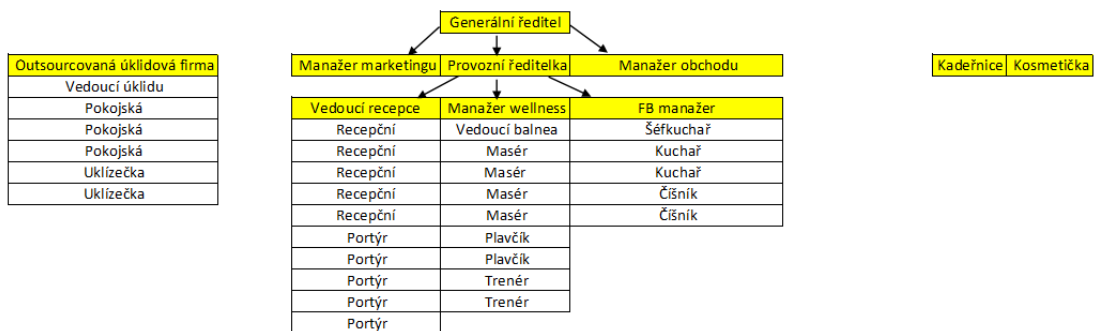 Generální ředitel
Outsourcovaná úklidová firma Manažer marketingu Provozní ředitelka Manažer obchodu Kadeřnice Kosmetička
Vedoucí úklidu
Pokojská Vedoucí recepce Manažer wellness FB manažer
Pokojská Recepční Vedoucí balnea Šéfkuchař
Pokojská Recepční Masér Kuchař
Uklízečka Recepční Masér Kuchař
Uklízečka Recepční Masér Číšník
Recepční Masér Číšník
Portýr Plavčík
Portýr Plavčík
Portýr Trenér
Portýr Trenér
Portýr